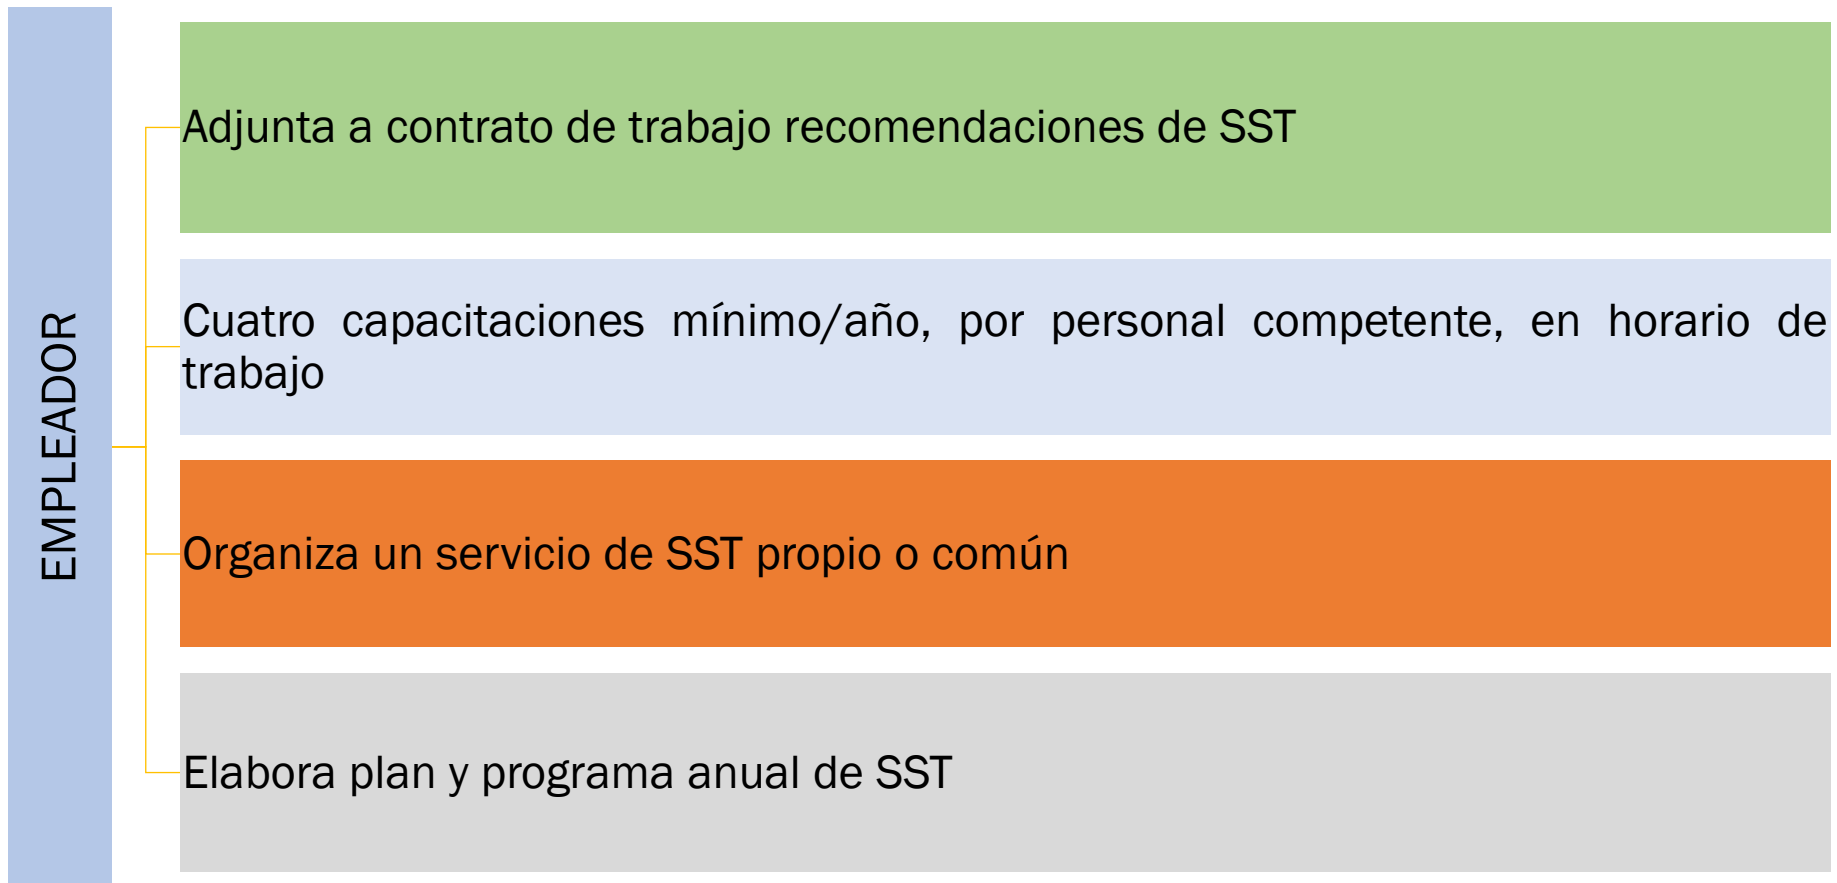 EMPLEADOR
Adjunta a contrato de trabajo recomendaciones de SST
Cuatro capacitaciones mínimo/año, por personal competente, en horario de
trabajo
Organiza un servicio de SST propio o común
Elabora plan y programa anual de SST